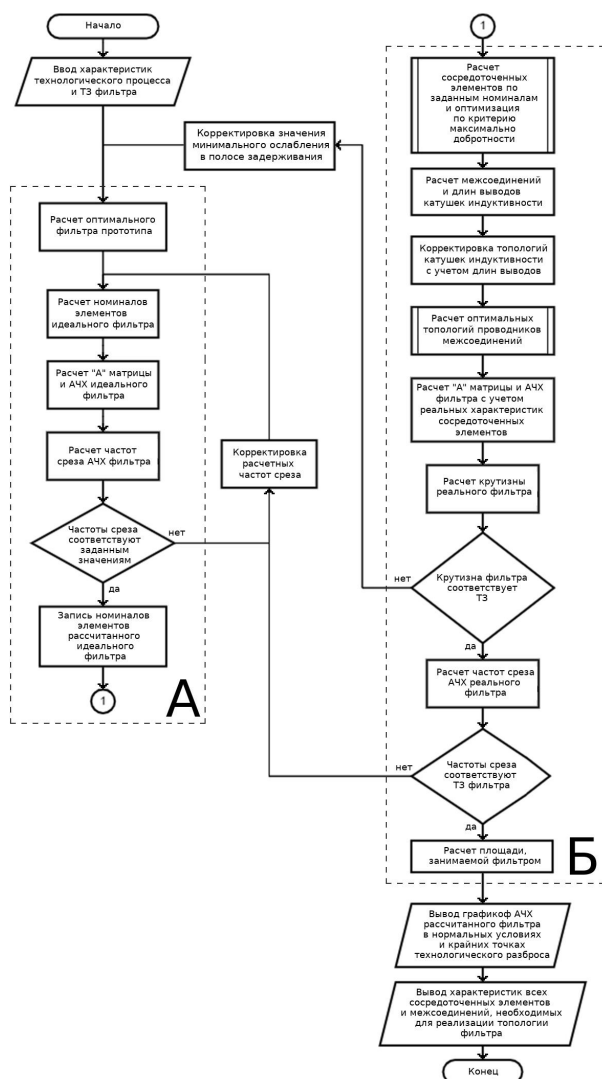 Начало
Ввод характеристик
технологического процесса
и ТЗ фильтра
Корректировка значения
минимального ослабления
в полосе задерживания
Расчет оптимального
фильтра прототипа
Расчет номиналов
элементов
идеального фильтра
Расчет "А" матрицы
и АЧХ идеального
фильтра
Расчет частот
среза АЧХ фильтра
Корректировка
расчетных
частот среза
Частоты среза
соответствуют
заданным
значениям
нет
да
Запись номиналов
элементов
рассчитанного
идеального
фильтра
1
А
1
Расчет
сосредоточенных
элементов по
заданным номиналам
и оптимизация
по критерию
максимально
добротности
Расчет межсоединений
и длин выводов
катушек индуктивности
Корректировка топологий
катушек индуктивности
с учетом длин выводов
Расчет оптимальных
топологий проводников
межсоединений
Расчет "А" матрицы и АЧХ
фильтра с учетом
реальных характеристик
сосредоточенных
элементов
Расчет крутизны
реального фильтра
Крутизна фильтра
соответствует
ТЗ
нет
да
Расчет частот среза
АЧХ реального
фильтра
Частоты среза
соответствуют
ТЗ фильтра
нет
да
Расчет площади,
занимаемой фильтром
Б
Вывод графикоф АЧХ
рассчитанного фильтра
в нормальных условиях
и крайних точках
технологического разброса
Вывод характеристик всех
сосредоточенных элементов
и межсоединений, необходимых
для реализации топологии
фильтра
Конец